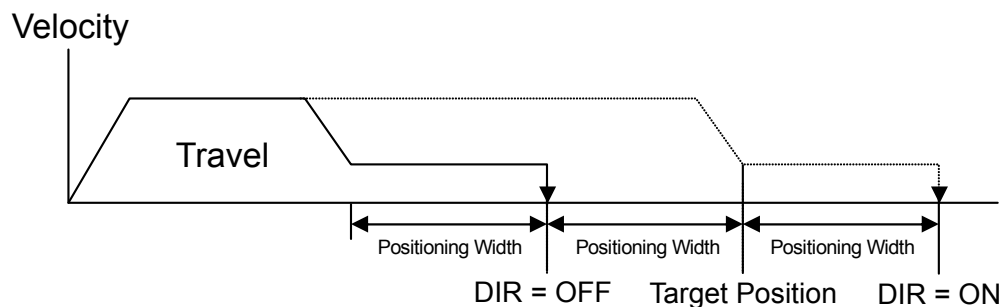 Velocity
Travel
Positioning Width Positioning Width Positioning Width
DIR = OFF Target Position DIR = ON